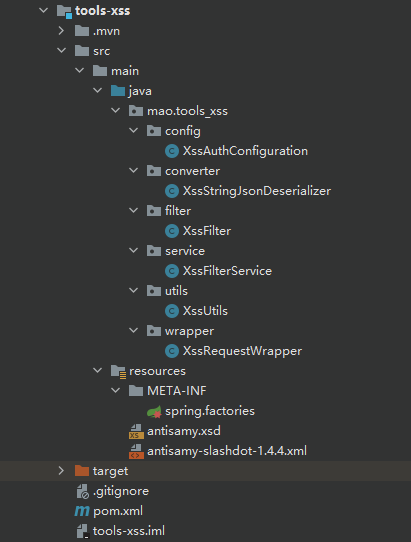 tools-xss
.mvn
src
main
java
mao.tools_xss
config
XssAuthConfiguration
converter
XssStringJsonDeserializer
filter
XssFilter
service
XssFilterService
utils
XssUtils
wrapper
XssRequestWrapper
resources
META-INF
spring.factories
antisamy.xsd
antisamy-slashdot-1.4.4.xml
target
.gitignore
pom.xml
tools-xss.iml